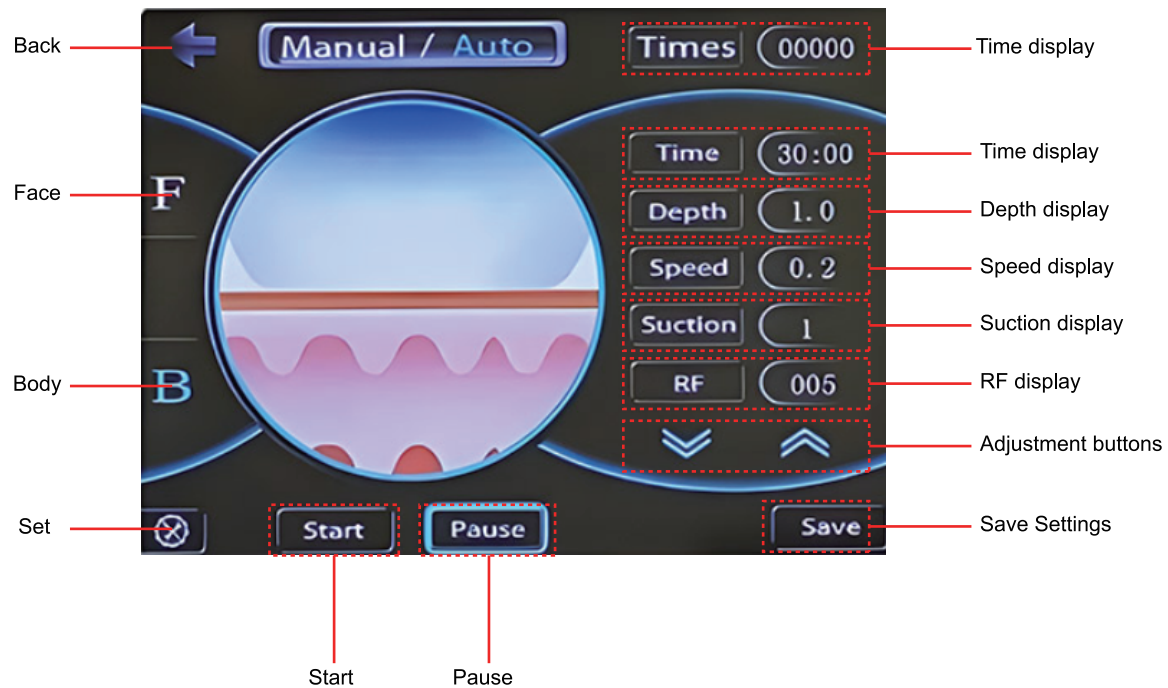 Back
Manual / Auto
Times 00000
Time display
Time 30:00
Time display
Face
F
Depth 1.0
Depth display
Speed 0.2
Speed display
Suction 1
Suction display
Body
B
RF 005
RF display
Adjustment buttons
Set
Start
Pause
Save
Save Settings
Start
Pause